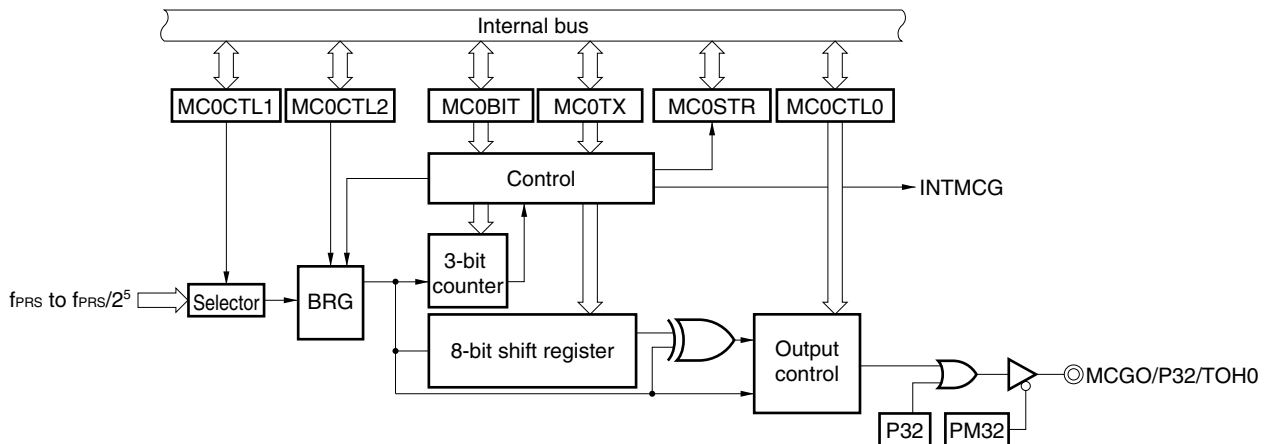 Internal bus
MC0CTL1
MC0CTL2
MC0BIT
MC0TX
MC0STR
MC0CTL0
Control
INTMCG
3-bit
counter
fPRS to fPRS/2⁵
Selector
BRG
8-bit shift register
Output
control
MCGO/P32/TOH0
P32
PM32